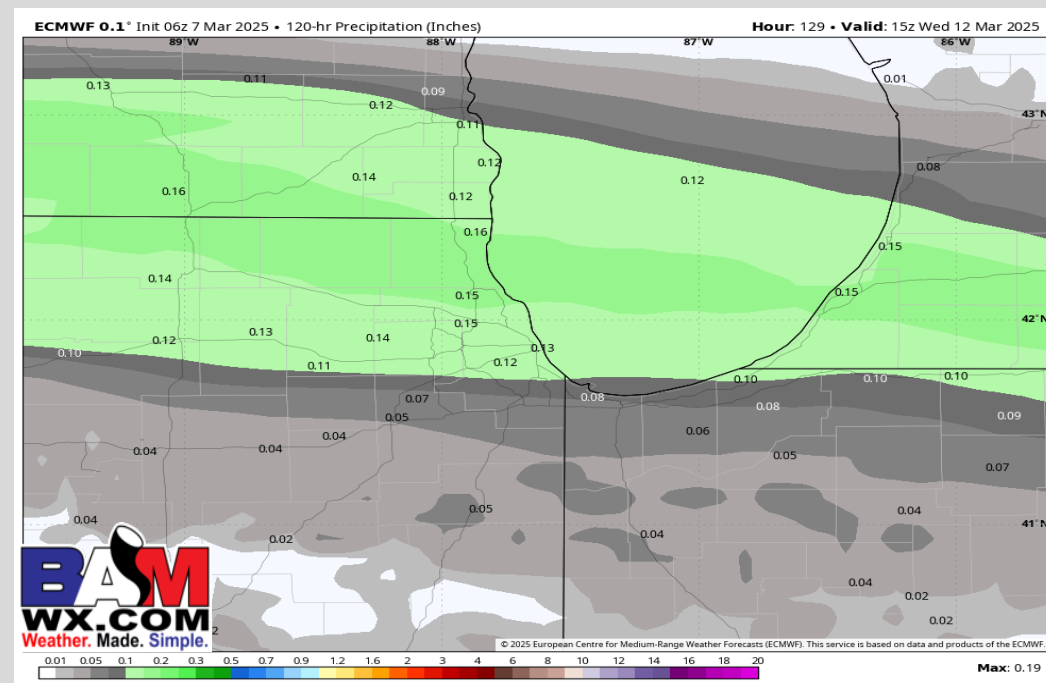 ECMWF 0.1° Init 06z 7 Mar 2025 • 120-hr Precipitation (Inches)
Hour: 129 • Valid: 15z Wed 12 Mar 2025
89°W 88°W 87°W 86°W
0.13 0.11 0.09 0.01
0.12
0.11 43°N
0.12 0.08
0.14 0.12
0.16 0.12
0.16
0.15
0.14 0.15 0.15
0.15 42°N
0.12 0.13 0.14 0.13
0.10 0.11 0.12
0.10 0.10 0.10
0.07 0.08 0.08
0.05 0.09
0.04 0.06
0.04 0.04 0.05
0.07
0.04 0.05 0.04
0.02 0.04 41°N
0.04
0.02
0.02
BAM
WX.COM
Weather. Made. Simple.
© 2025 European Centre for Medium-Range Weather Forecasts (ECMWF). This service is based on data and products of the ECMWF.
0.01 0.05 0.1 0.2 0.3 0.5 0.7 0.9 1.2 1.6 2 3 4 6 8 10 12 14 16 18 20
Max: 0.19